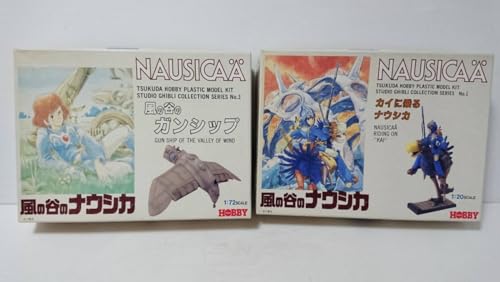 NAUSICAÄ
TSUKUDA HOBBY PLASTIC MODEL KIT
STUDIO GHIBLI COLLECTION SERIES No.3
風の谷の
ガンシップ
GUN SHIP OF THE VALLEY OF WIND
風の谷のナウシカ
1:72SCALE
HOBBY
NAUSICAÄ
TSUKUDA HOBBY PLASTIC MODEL KIT
STUDIO GHIBLI COLLECTION SERIES No.1
カイに乗る
ナウシカ
NAUSICAÄ
RIDING ON
"KAI"
風の谷のナウシカ
1:20SCALE
HOBBY